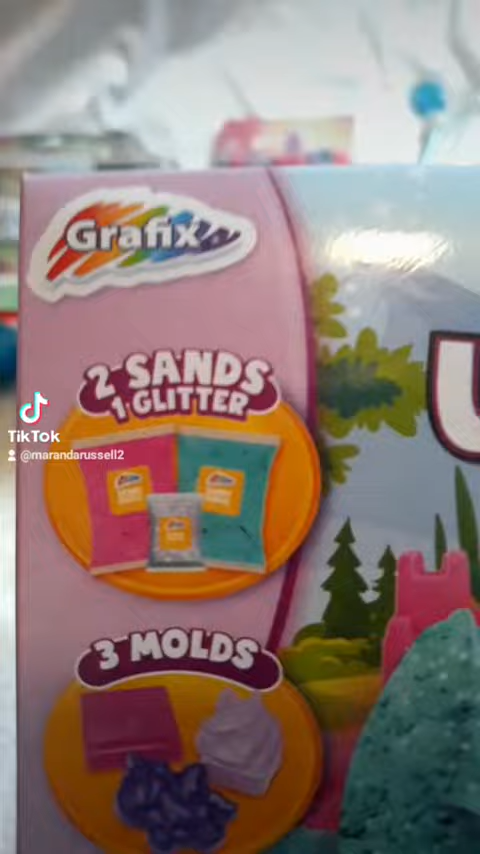 Grafix
2 SANDS
1 GLITTER
TikTok
@marandarussell2
3 MOLDS
U